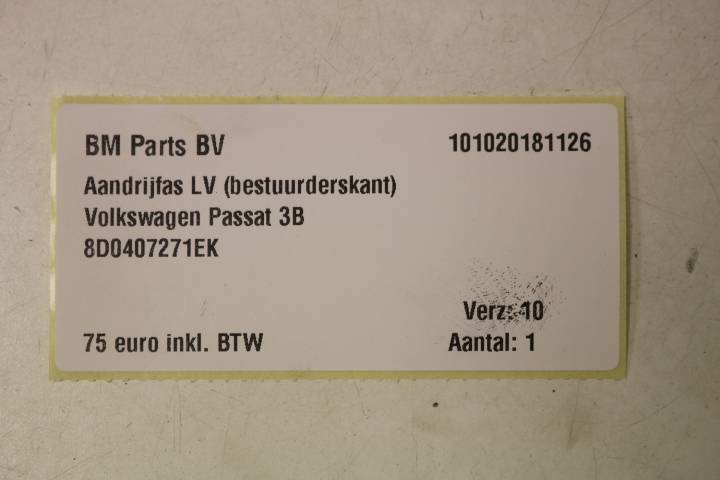 BM Parts BV 101020181126
Aandrijfas LV (bestuurderskant)
Volkswagen Passat 3B
8D0407271EK
Verz: 10
75 euro inkl. BTW Aantal: 1